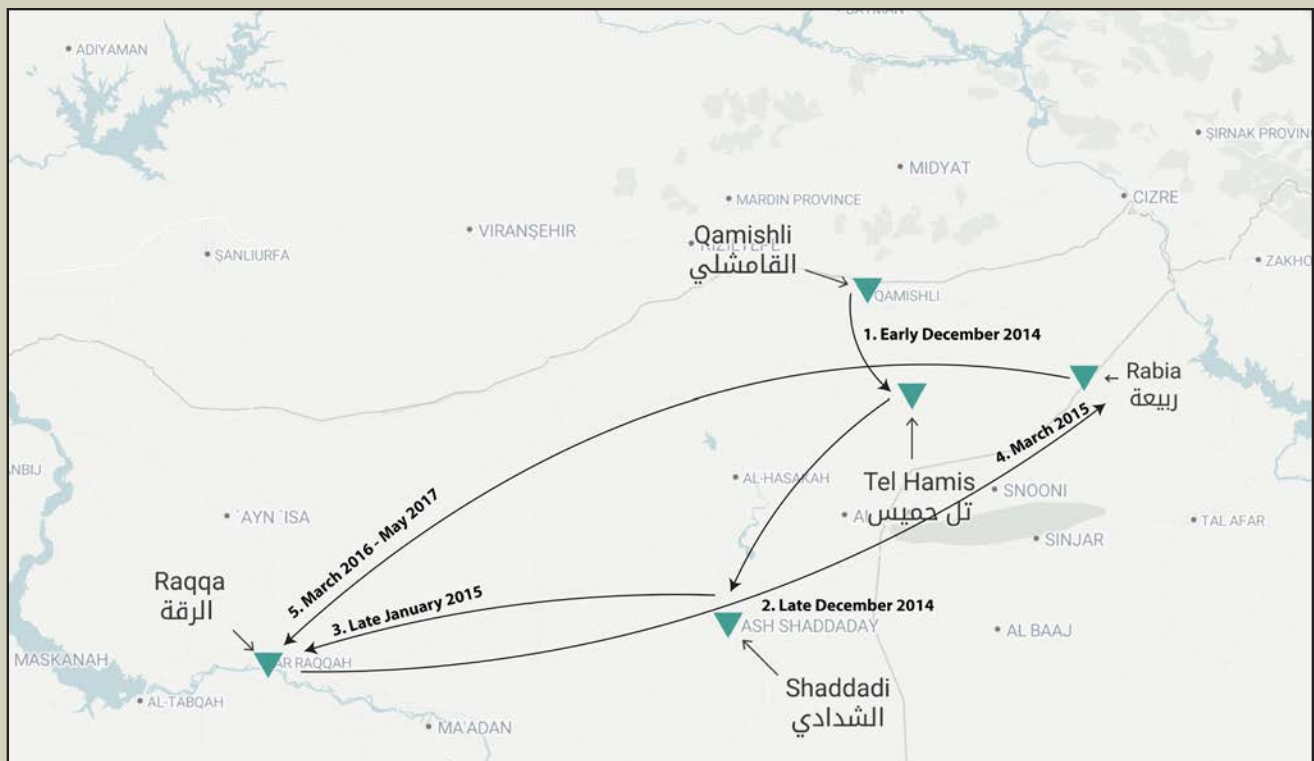 BATMAN
ADIYAMAN
ŞIRNAK PROVIN
MIDYAT
MARDIN PROVINCE
CIZRE
VIRANŞEHIR
Qamishli
القامشلي
KIZILTEPE
ŞANLIURFA
ZAKHO
QAMISHLI
1. Early December 2014
Rabia
ربيعة
4. March 2015
AL-HASAKAH
Tel Hamis
تل حميس
SNOONI
ANBIJ
AL
TAL AFAR
`AYN `ISA
SINJAR
5. March 2016 - May 2017
Raqqa
الرقة
3. Late January 2015
2. Late December 2014
ASH SHADDADAY
AL BAAJ
MASKANAH
AR RAQQAH
Shaddadi
الشدادي
AL-TABQAH
MA'ADAN